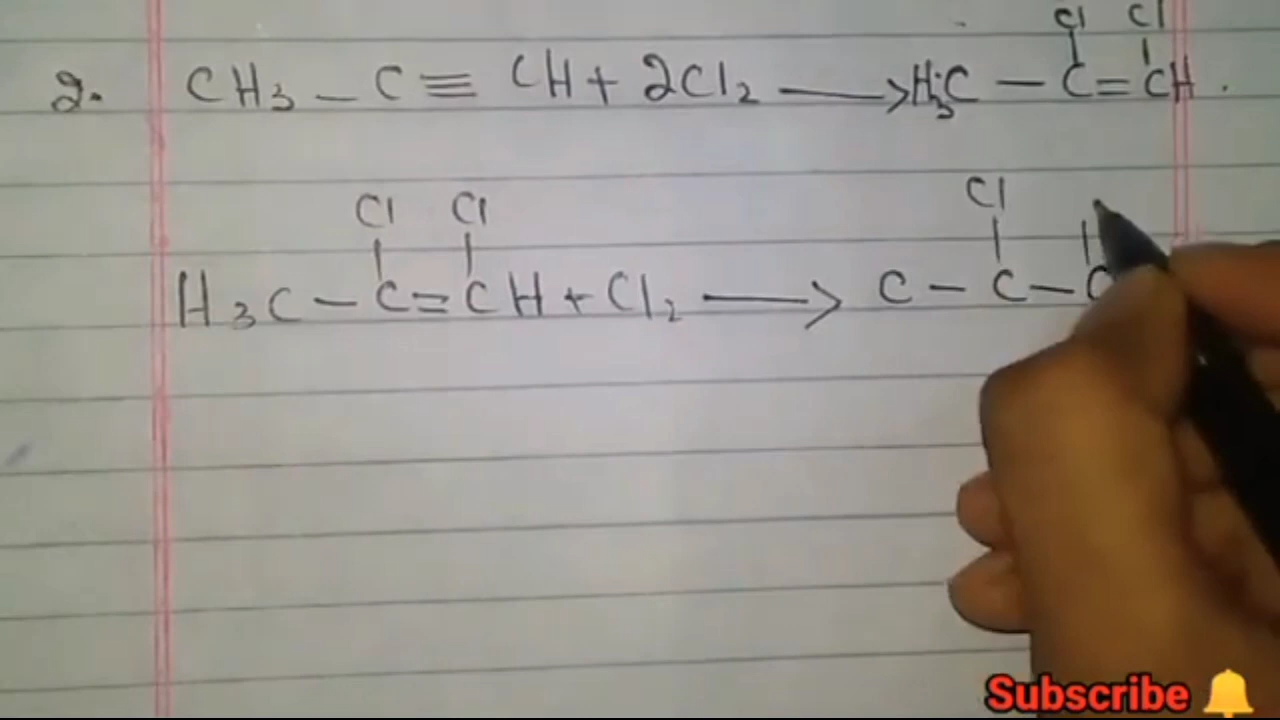 Cl Cl
2. CH3 – C ≡ CH + 2Cl2 ⟶ H3C – C = CH .
Cl Cl Cl
H3C – C = CH + Cl2 ⟶ C – C – C
Subscribe